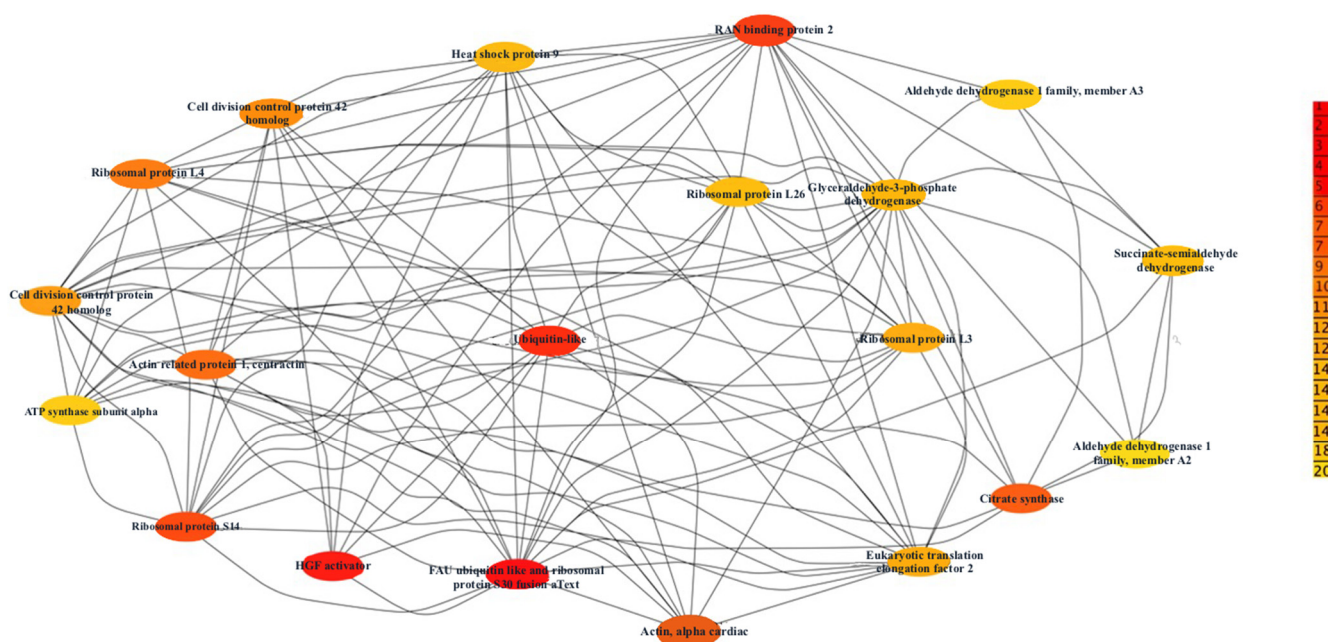 RAN binding protein 2
Heat shock protein 9
Aldehyde dehydrogenase 1 family, member A3
Cell division control protein 42
homolog
Ribosomal protein L4
Ribosomal protein L26
Glyceraldehyde-3-phosphate
dehydrogenase
Succinate-semialdehyde
dehydrogenase
Cell division control protein
42 homolog
Ubiquitin-like
Ribosomal protein L3
Actin related protein 1, centractin
ATP synthase subunit alpha
Aldehyde dehydrogenase 1
family, member A2
Citrate synthase
Ribosomal protein S14
HGF activator
FAU ubiquitin like and ribosomal
protein S30 fusion aText
Eukaryotic translation
elongation factor 2
Actin, alpha cardiac
1
2
3
4
5
6
7
7
9
10
11
12
12
14
14
14
14
18
20